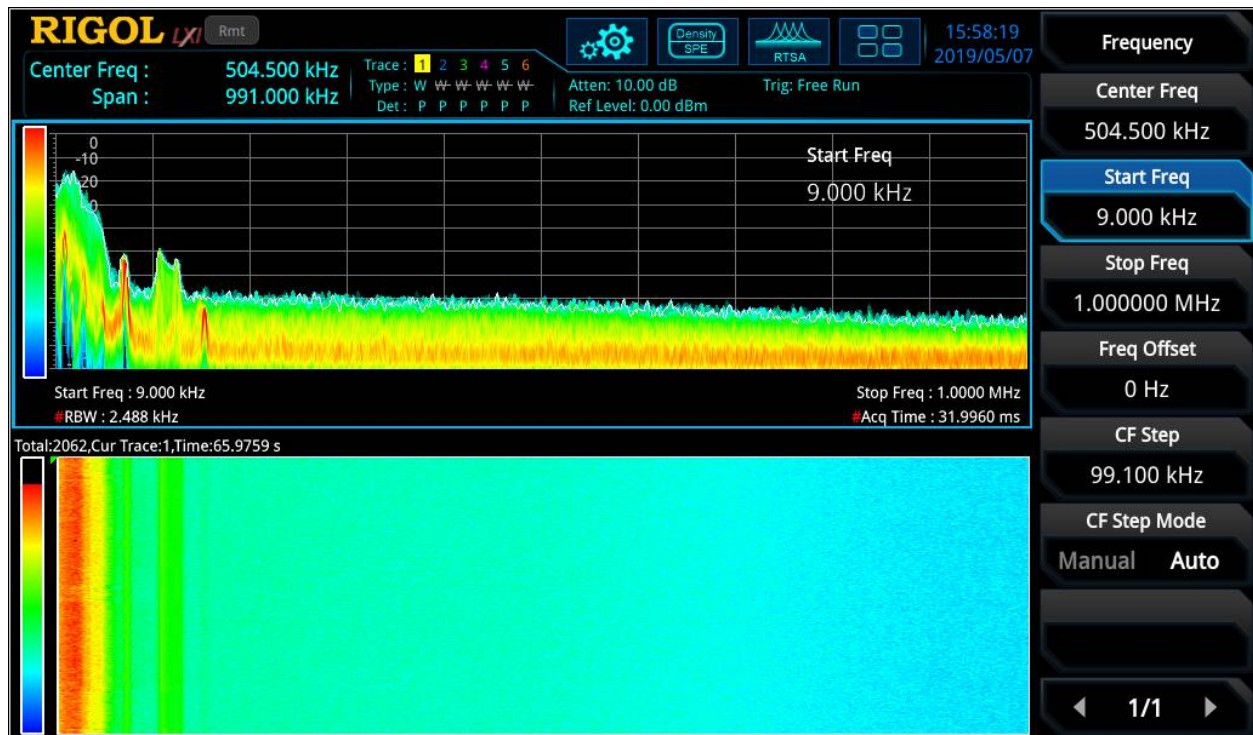 RIGOL LXI Rmt
Density
SPE
RTSA
15:58:19
2019/05/07
Center Freq : 504.500 kHz
Span : 991.000 kHz
Trace : 1 2 3 4 5 6
Type : W W W W W W
Det : P P P P P P
Atten: 10.00 dB
Ref Level: 0.00 dBm
Trig: Free Run
0
-10
-20
Start Freq
9.000 kHz
Start Freq : 9.000 kHz
Stop Freq : 1.0000 MHz
#RBW : 2.488 kHz
#Acq Time : 31.9960 ms
Total:2062,Cur Trace:1,Time:65.9759 s
Frequency
Center Freq
504.500 kHz
Start Freq
9.000 kHz
Stop Freq
1.000000 MHz
Freq Offset
0 Hz
CF Step
99.100 kHz
CF Step Mode
Manual Auto
1/1